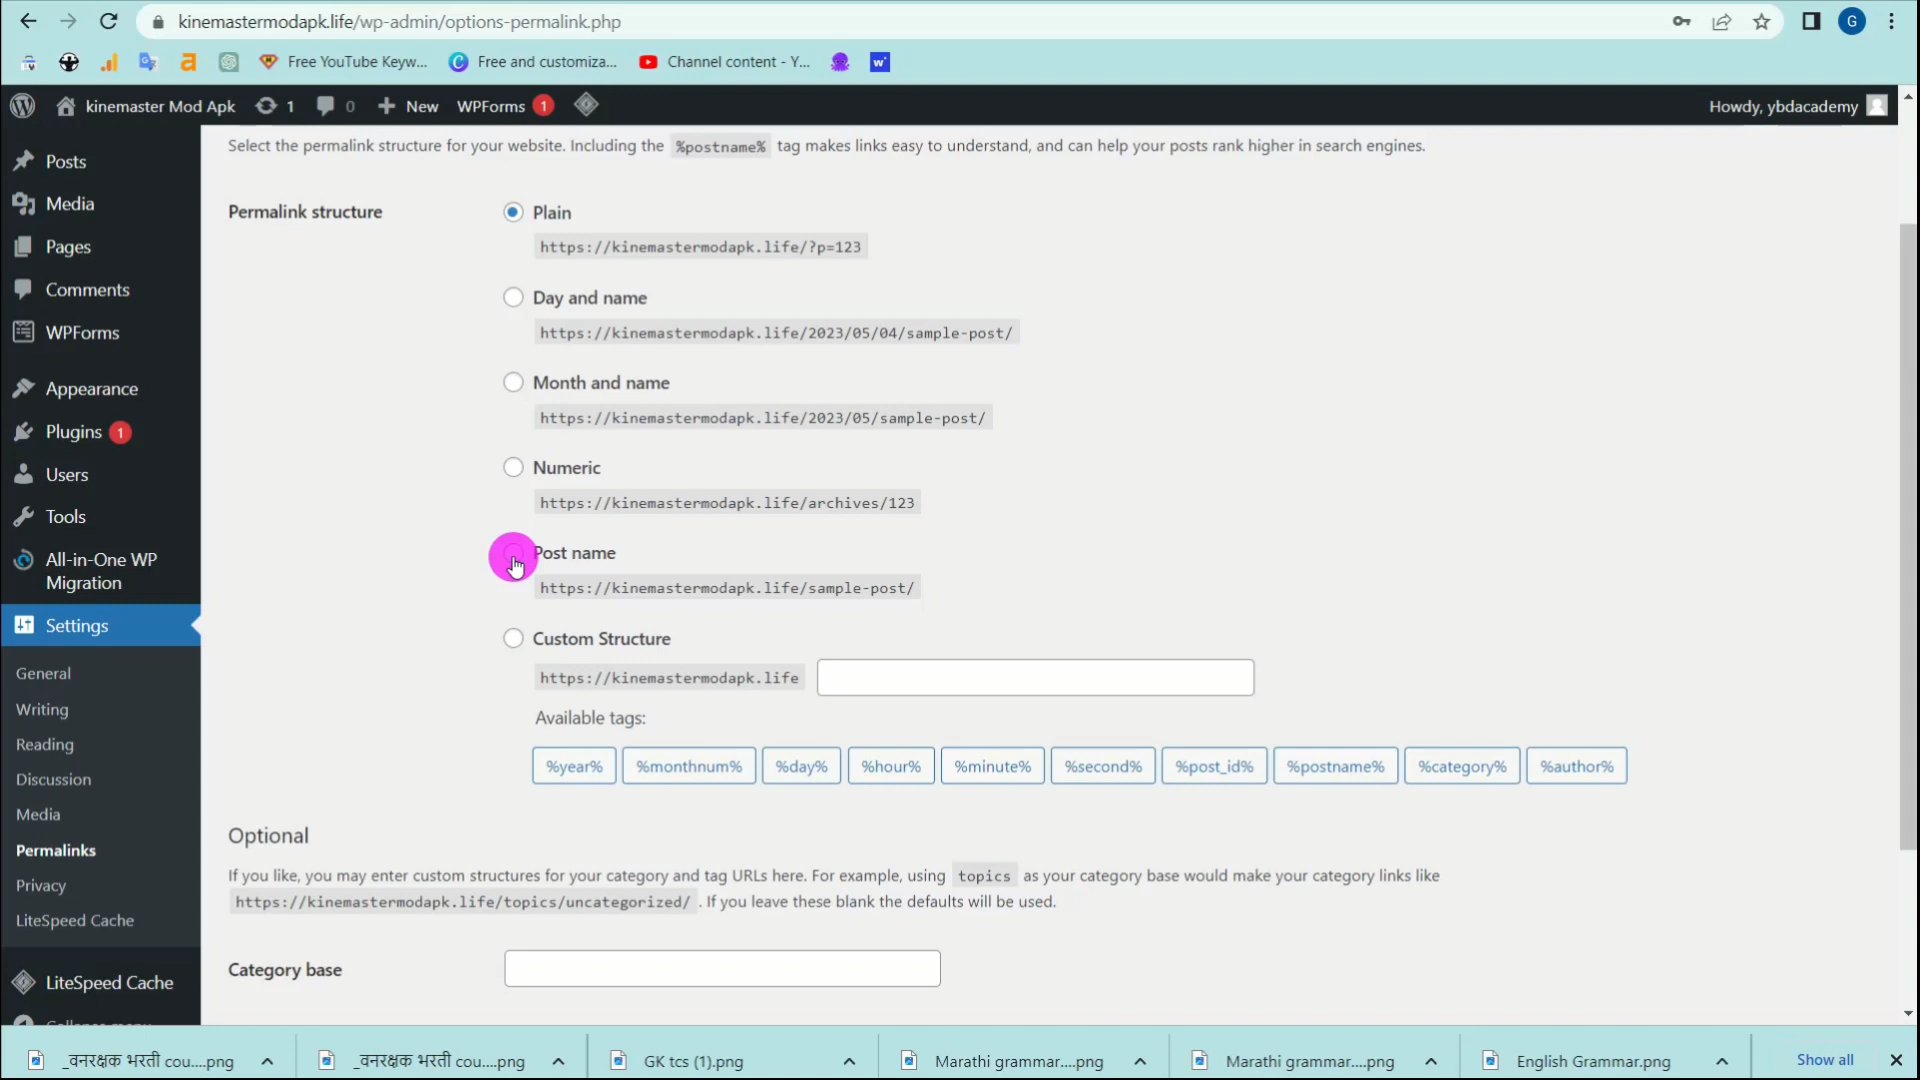 kinemastermodapk.life/wp-admin/options-permalink.php
G
Free YouTube Keyw...
Free and customiza...
Channel content - Y...
kinemaster Mod Apk
1
0
New
WPForms 1
Howdy, ybdacademy
Posts
Media
Pages
Comments
WPForms
Appearance
Plugins 1
Users
Tools
All-in-One WP
Migration
Settings
General
Writing
Reading
Discussion
Media
Permalinks
Privacy
LiteSpeed Cache
LiteSpeed Cache
Select the permalink structure for your website. Including the %postname% tag makes links easy to understand, and can help your posts rank higher in search engines.
Permalink structure
Plain
https://kinemastermodapk.life/?p=123
Day and name
https://kinemastermodapk.life/2023/05/04/sample-post/
Month and name
https://kinemastermodapk.life/2023/05/sample-post/
Numeric
https://kinemastermodapk.life/archives/123
Post name
https://kinemastermodapk.life/sample-post/
Custom Structure
https://kinemastermodapk.life
Available tags:
%year% %monthnum% %day% %hour% %minute% %second% %post_id% %postname% %category% %author%
Optional
If you like, you may enter custom structures for your category and tag URLs here. For example, using topics as your category base would make your category links like
https://kinemastermodapk.life/topics/uncategorized/ . If you leave these blank the defaults will be used.
Category base
_वनरक्षक भरती cou....png
_वनरक्षक भरती cou....png
GK tcs (1).png
Marathi grammar....png
Marathi grammar....png
English Grammar.png
Show all